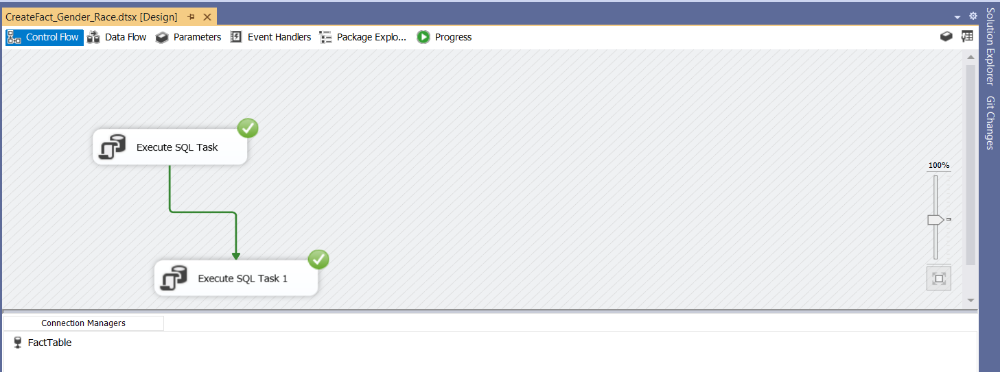 CreateFact_Gender_Race.dtsx [Design]
Control Flow Data Flow Parameters Event Handlers Package Explo... Progress
Execute SQL Task
Execute SQL Task 1
100%
Connection Managers
FactTable
Solution Explorer
Git Changes